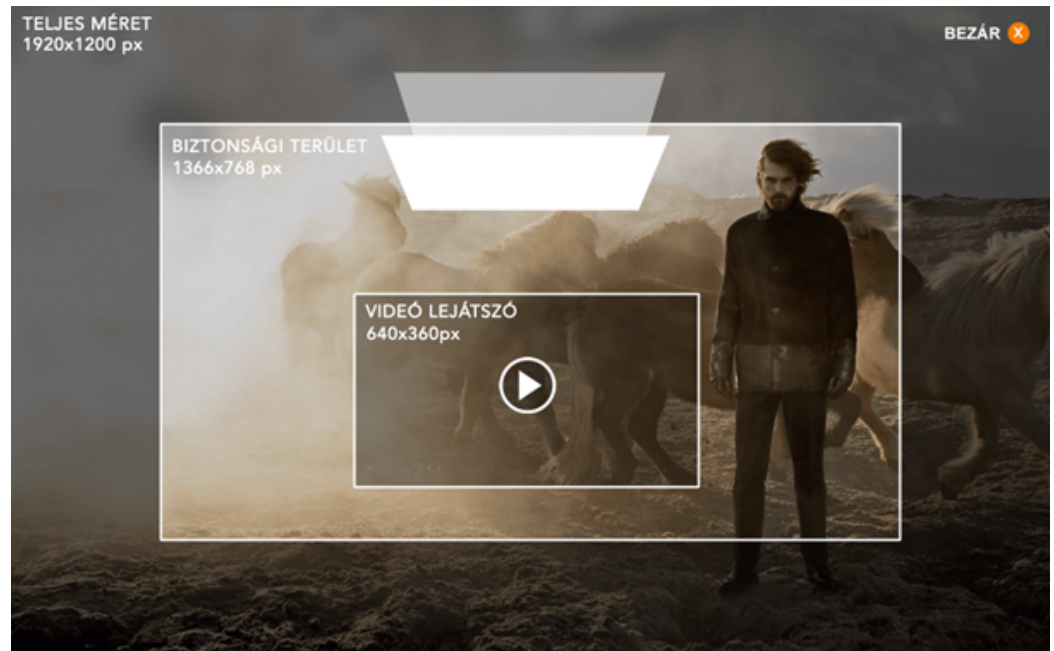 TELJES MÉRET
1920x1200 px
BEZÁR X
BIZTONSÁGI TERÜLET
1366x768 px
VIDEÓ LEJÁTSZÓ
640x360px